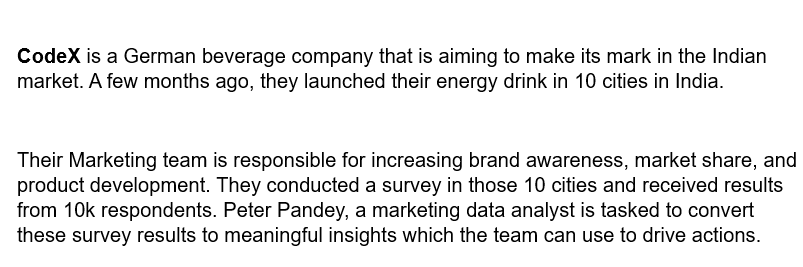 CodeX is a German beverage company that is aiming to make its mark in the Indian
market. A few months ago, they launched their energy drink in 10 cities in India.
Their Marketing team is responsible for increasing brand awareness, market share, and
product development. They conducted a survey in those 10 cities and received results
from 10k respondents. Peter Pandey, a marketing data analyst is tasked to convert
these survey results to meaningful insights which the team can use to drive actions.